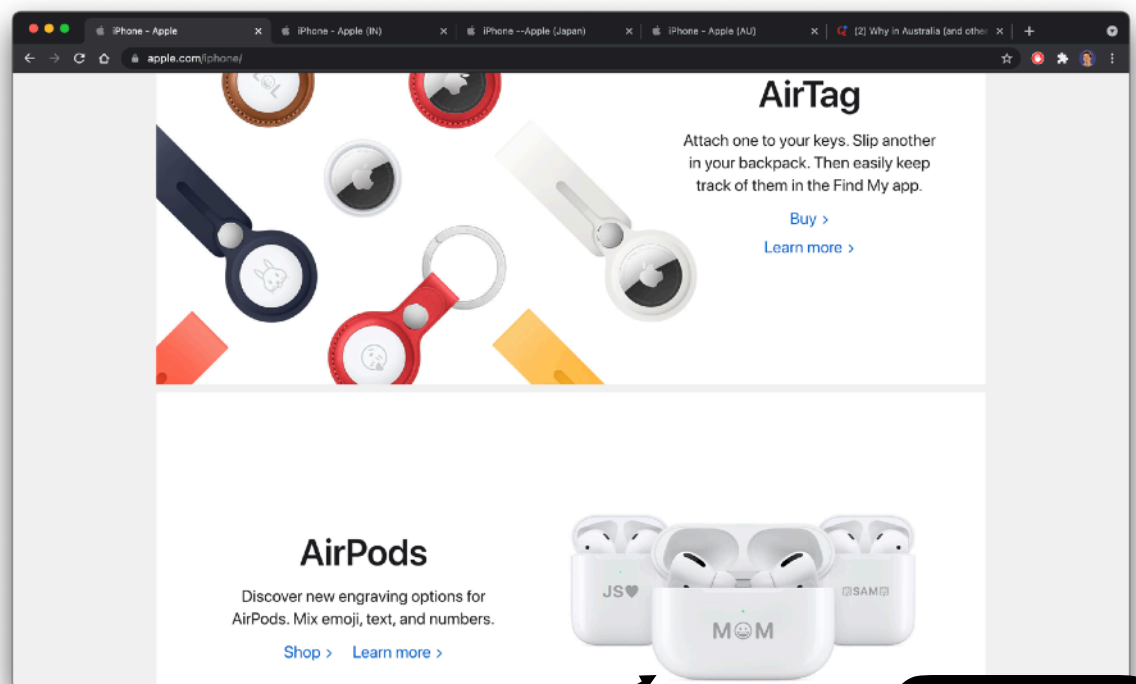 iPhone - Apple
iPhone - Apple (IN)
iPhone --Apple (Japan)
iPhone - Apple (AU)
(2) Why in Australia (and other
apple.com/iphone/
L L
AirTag
Attach one to your keys. Slip another
in your backpack. Then easily keep
track of them in the Find My app.
Buy >
Learn more >
AirPods
Discover new engraving options for
AirPods. Mix emoji, text, and numbers.
Shop >
Learn more >
JS♥
M😀M
SAM